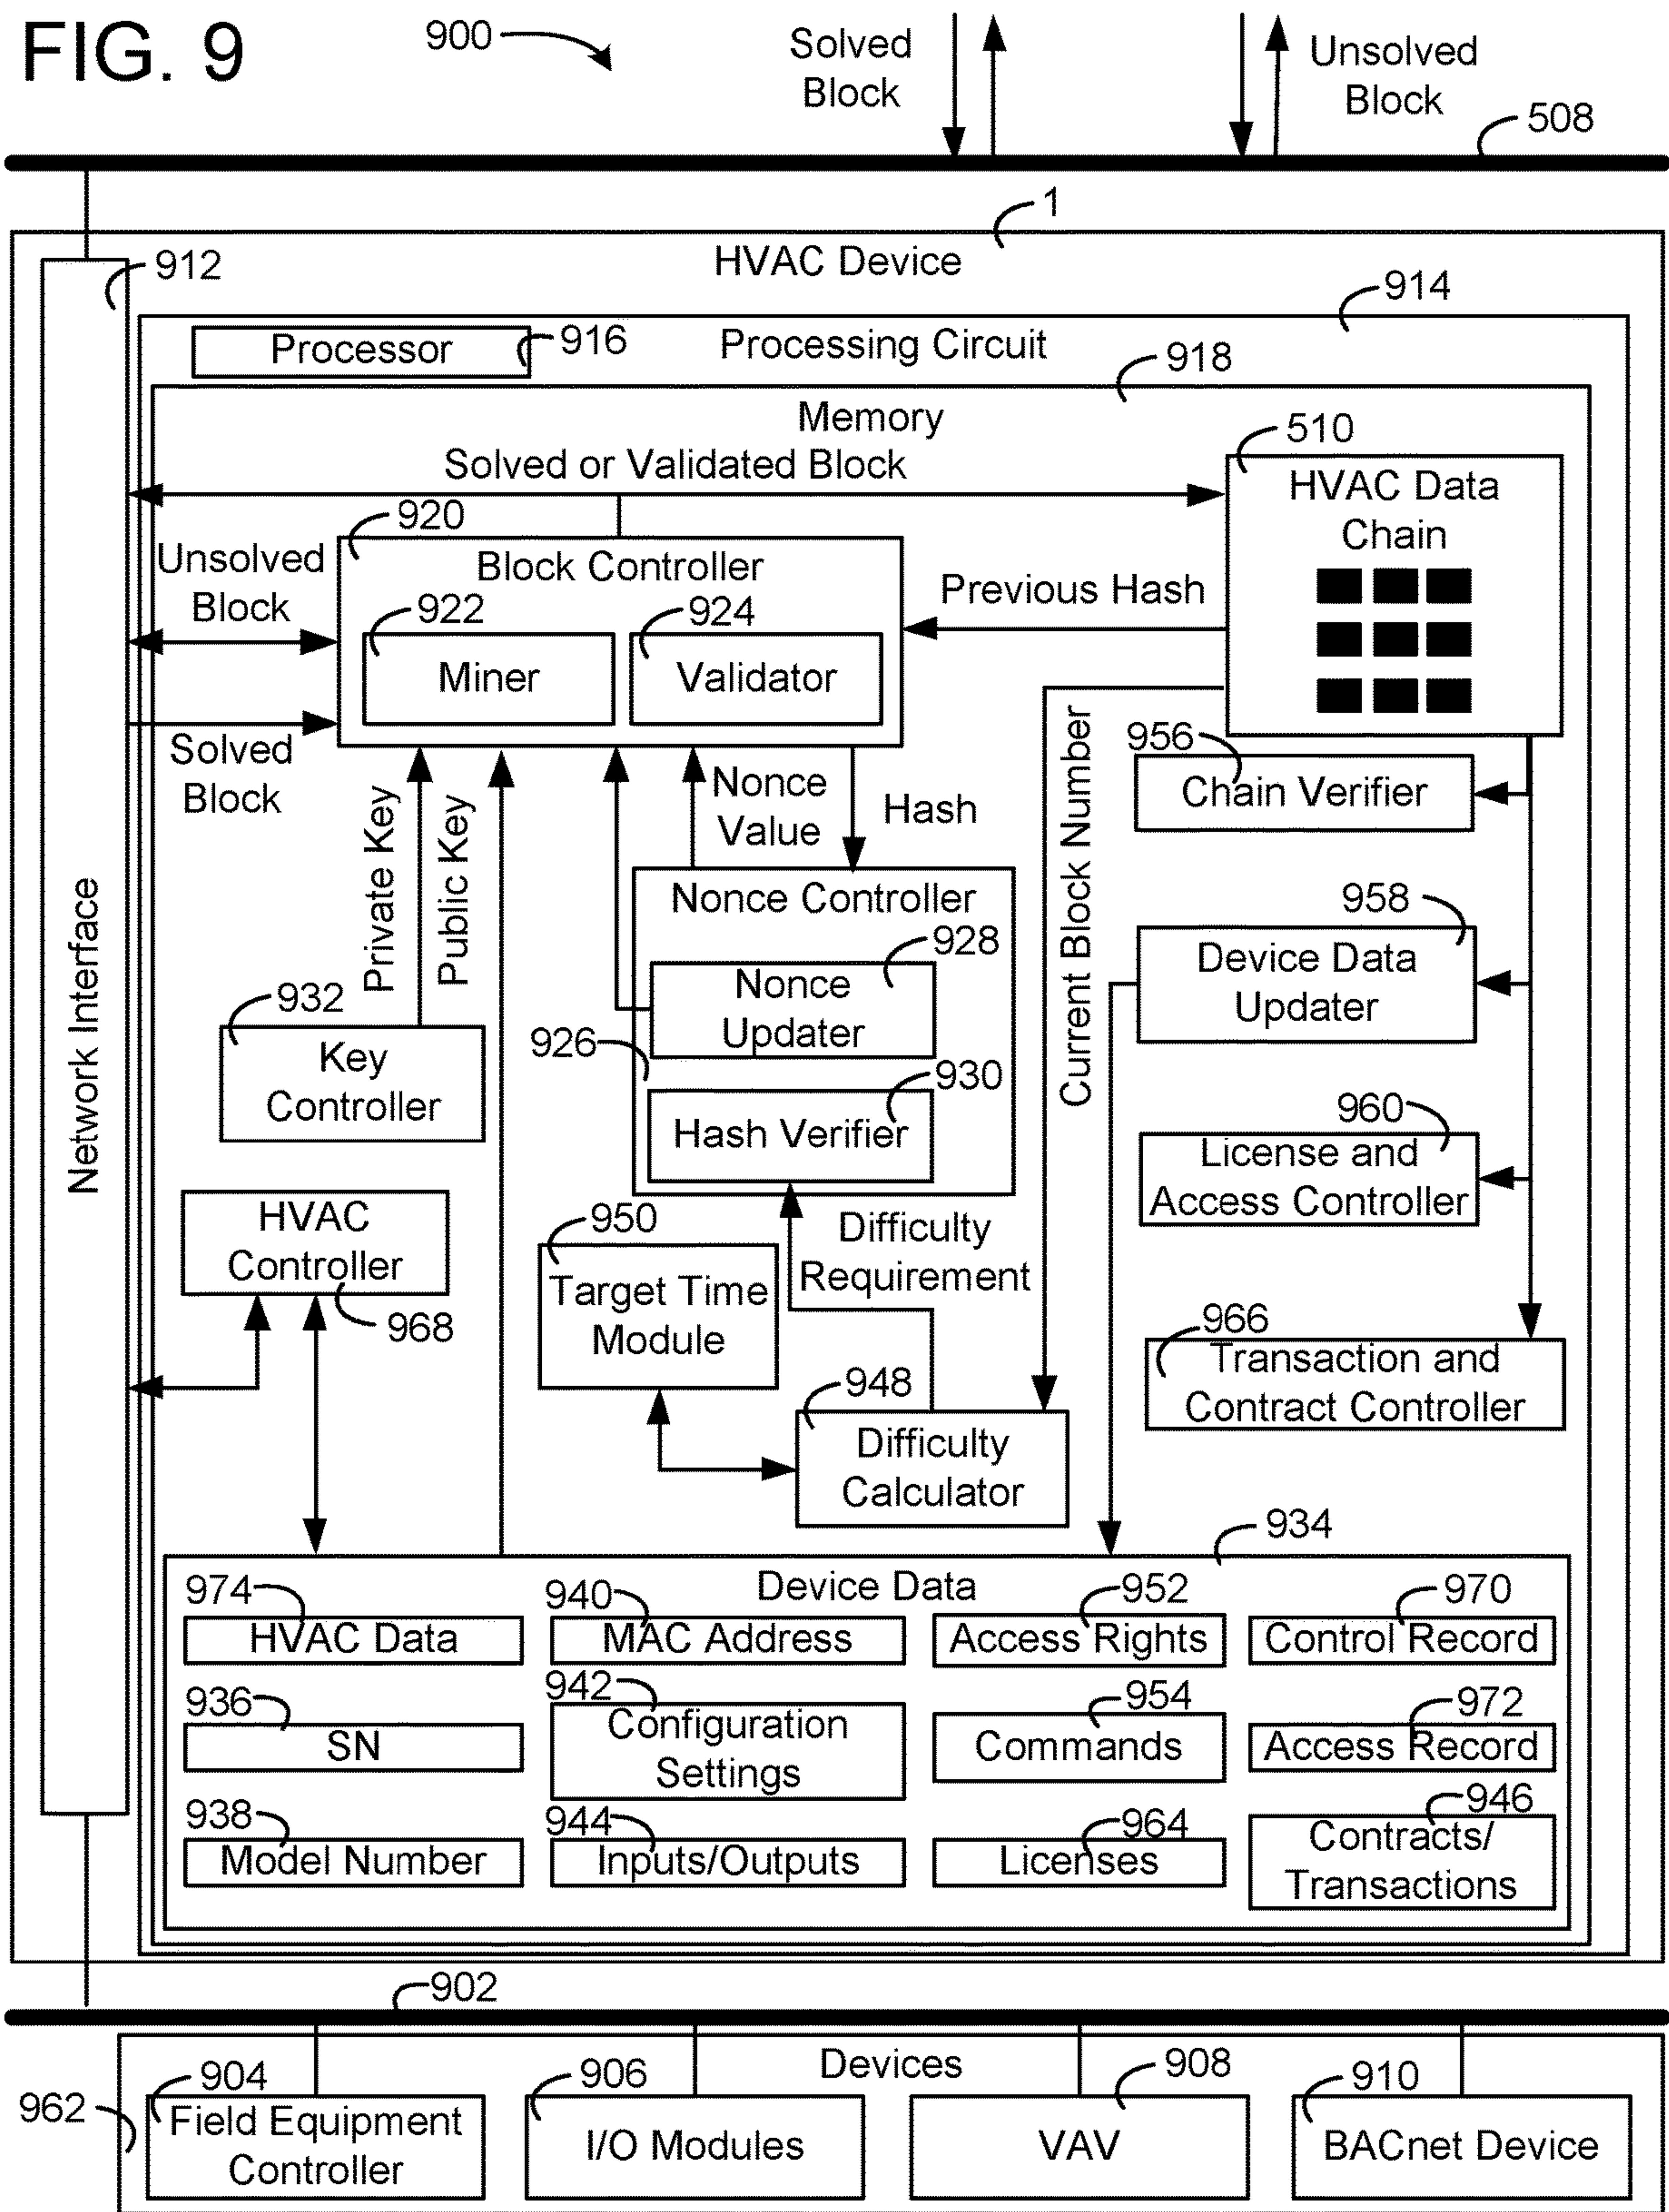 FIG. 9
900
Solved
Block
Unsolved
Block
508
1
HVAC Device
912
914
Processor
916
Processing Circuit
918
Memory
510
Solved or Validated Block
HVAC Data
Chain
920
Unsolved
Block
Block Controller
Previous Hash
922
924
Miner
Validator
Solved
Block
956
Chain Verifier
Private Key
Public Key
Nonce
Value
Hash
Current Block Number
Network Interface
Nonce Controller
958
928
Nonce
Updater
Device Data
Updater
932
Key
Controller
926
930
Hash Verifier
960
License and
Access Controller
HVAC
Controller
968
950
Target Time
Module
Difficulty
Requirement
966
Transaction and
Contract Controller
948
Difficulty
Calculator
934
Device Data
974
HVAC Data
940
MAC Address
952
Access Rights
970
Control Record
936
SN
942
Configuration
Settings
954
Commands
972
Access Record
938
Model Number
944
Inputs/Outputs
964
Licenses
946
Contracts/
Transactions
902
Devices
962
904
Field Equipment
Controller
906
I/O Modules
908
VAV
910
BACnet Device